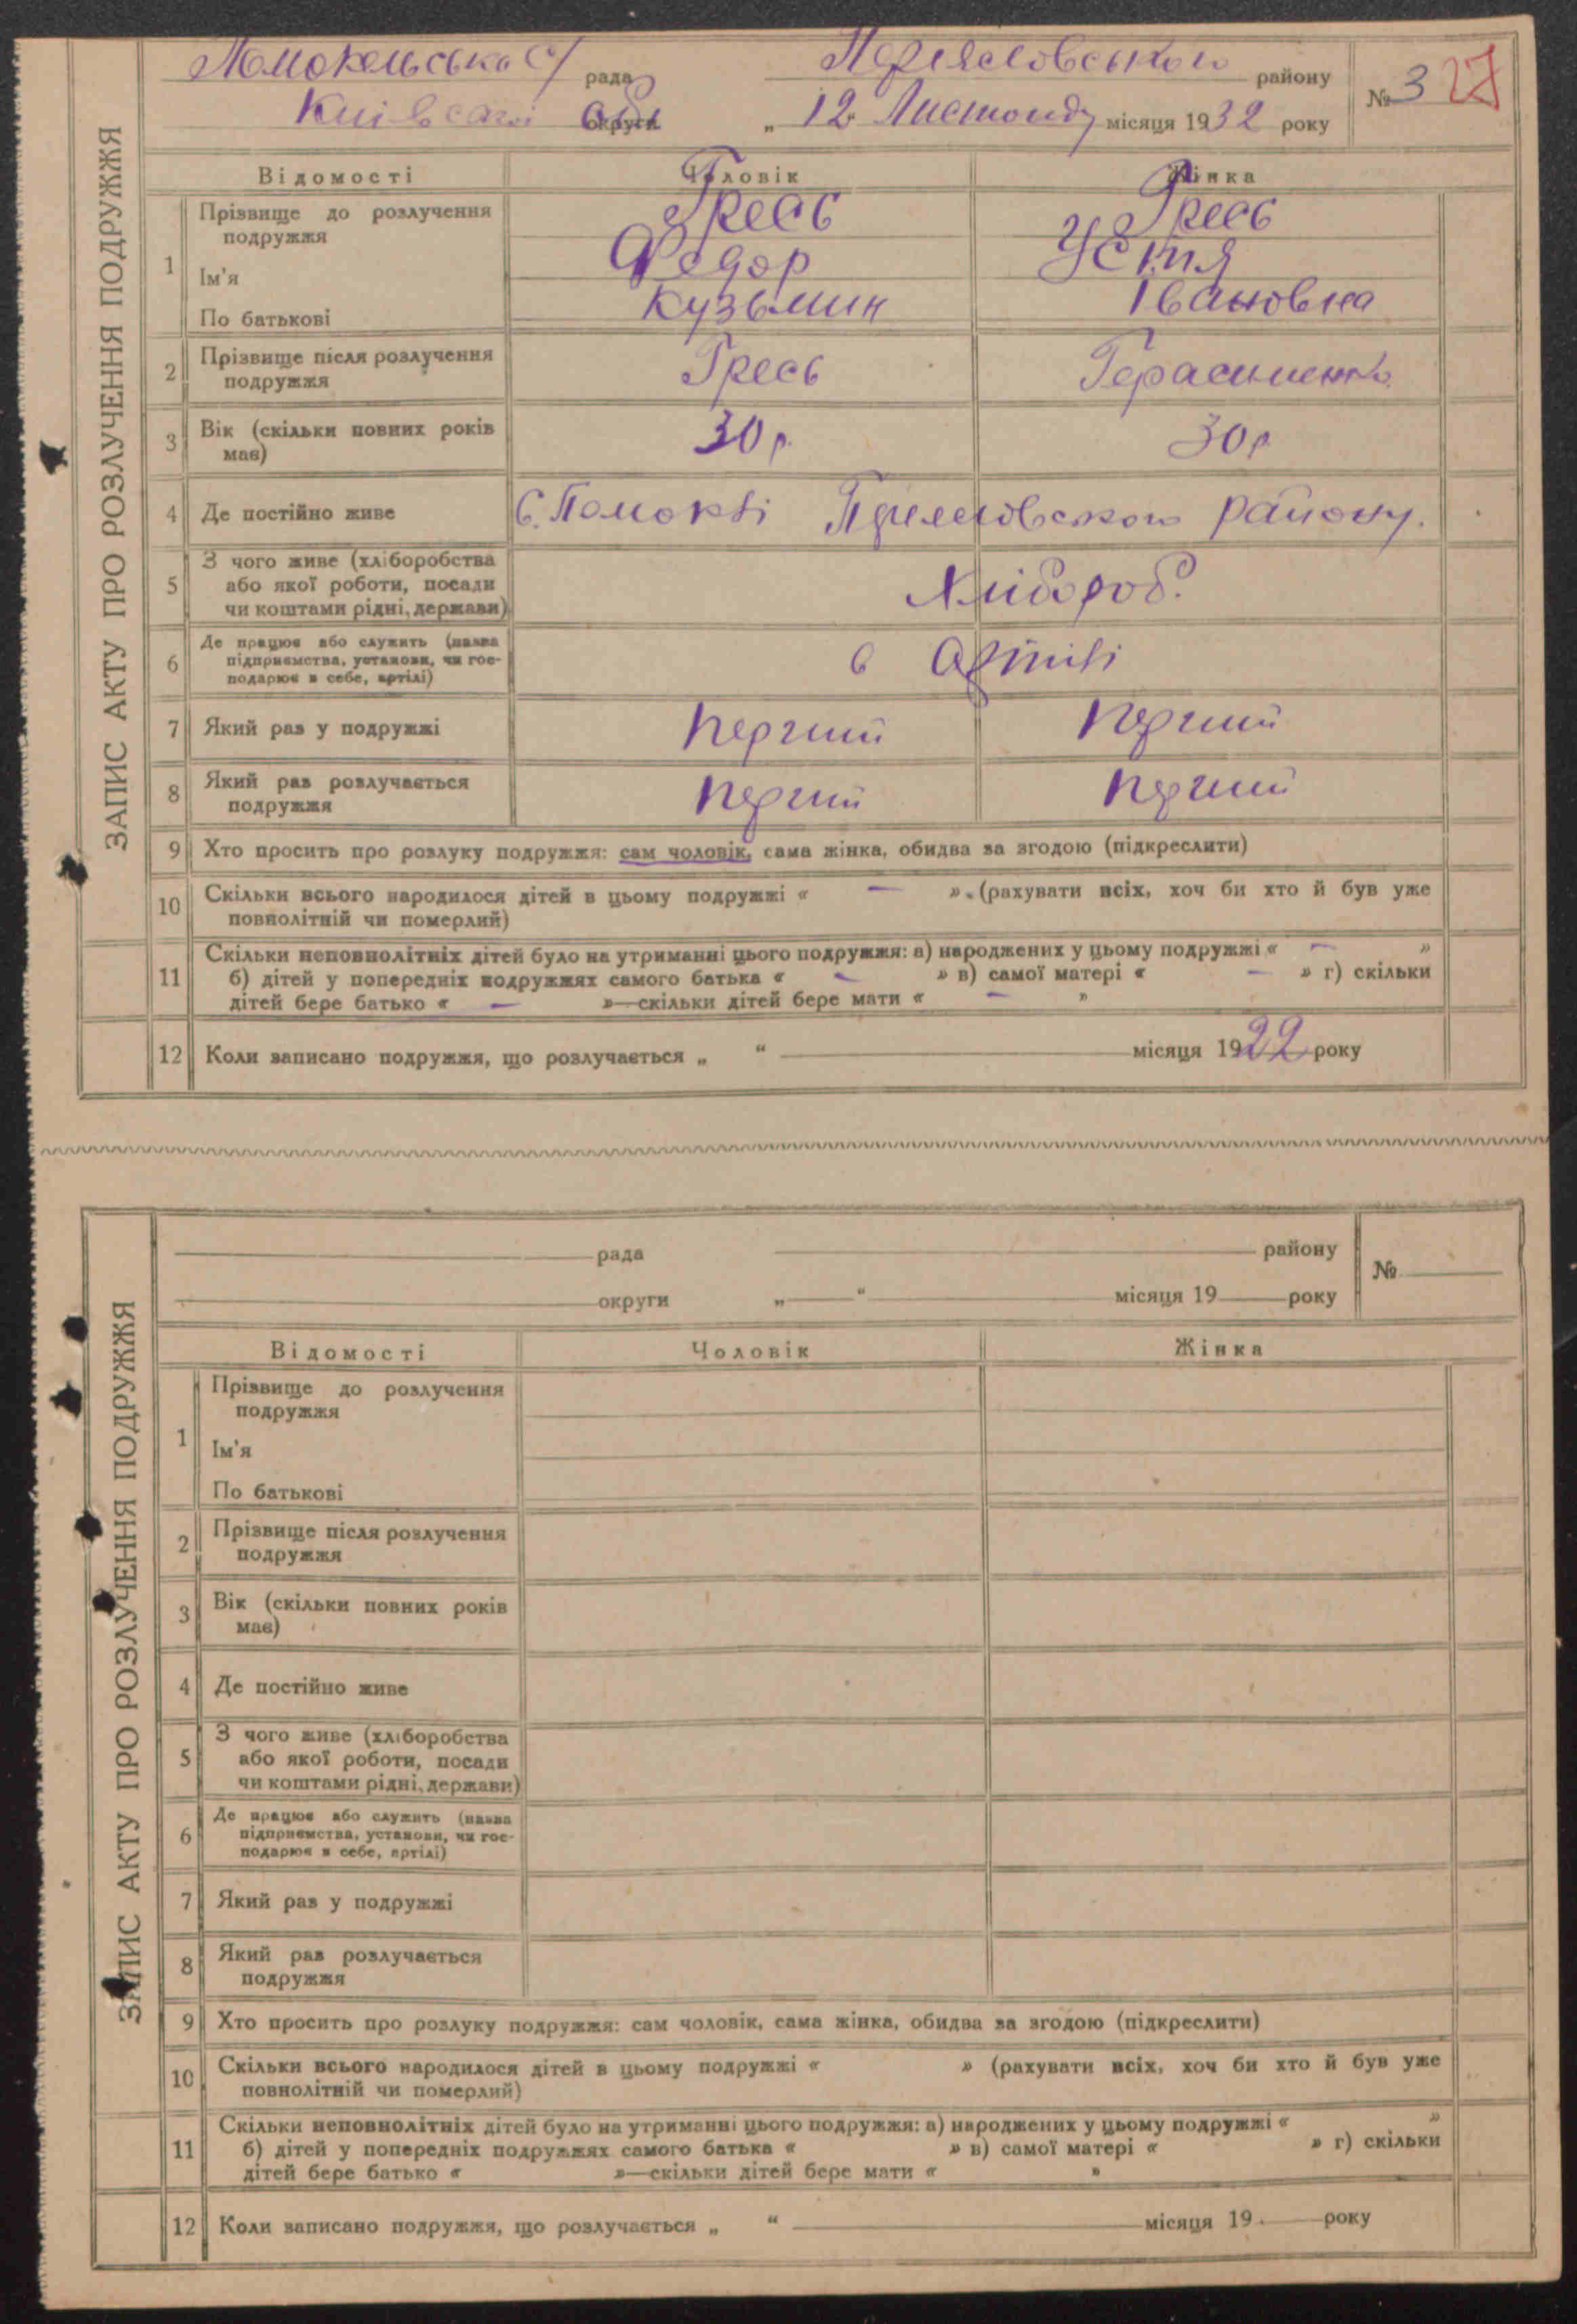 ЗАПИС АКТУ ПРО РОЗЛУЧЕННЯ ПОДРУЖЖЯ
Помокельська с/ рада Переясловського району № 3 27
Київської обл округи „ 12 Листопаду місяця 1932 року
Відомості Чоловік Жінка
1 Прізвище до розлучення подружжя Гресь Гресь
Ім'я Федор Устя
По батькові Кузьмин Івановна
2 Прізвище після розлучення подружжя Гресь Герасименко
3 Вік (скільки повних років має) 30 р. 30 р
4 Де постійно живе С. Помоклі Переясловского району.
5 З чого живе (хліборобства або якої роботи, посади чи коштами рідні, держави) Хлібороб.
6 Де працює або служить (назва підприємства, установи, чи господарює в себе, артілі) в Артілі
7 Який раз у подружжі перший перший
8 Який раз розлучається подружжя перший перший
9 Хто просить про розлуку подружжя: сам чоловік, сама жінка, обидва за згодою (підкреслити)
10 Скільки всього народилося дітей в цьому подружжі « — » (рахувати всіх, хоч би хто й був уже
повнолітній чи померлий)
11 Скільки неповнолітніх дітей було на утриманні цього подружжя: а) народжених у цьому подружжі « — »
б) дітей у попередніх подружжях самого батька « — » в) самої матері « — » г) скільки
дітей бере батько « — »—скільки дітей бере мати « — »
12 Коли записано подружжя, що розлучається „ “ місяця 1922 року
ЗАПИС АКТУ ПРО РОЗЛУЧЕННЯ ПОДРУЖЖЯ
рада району №
округи „ “ місяця 19 року
Відомості Чоловік Жінка
1 Прізвище до розлучення
подружжя
Ім'я
По батькові
2 Прізвище після розлучення
подружжя
3 Вік (скільки повних років
має)
4 Де постійно живе
5 З чого живе (хліборобства
або якої роботи, посади
чи коштами рідні, держави)
6 Де працює або служить (назва
підприємства, установи, чи гос-
подарює в себе, артілі)
7 Який раз у подружжі
8 Який раз розлучається
подружжя
9 Хто просить про розлуку подружжя: сам чоловік, сама жінка, обидва за згодою (підкреслити)
10 Скільки всього народилося дітей в цьому подружжі « » (рахувати всіх, хоч би хто й був уже
повнолітній чи померлий)
11 Скільки неповнолітніх дітей було на утриманні цього подружжя: а) народжених у цьому подружжі « »
б) дітей у попередніх подружжях самого батька « » в) самої матері « » г) скільки
дітей бере батько « »—скільки дітей бере мати « »
12 Коли записано подружжя, що розлучається „ “ місяця 19 року